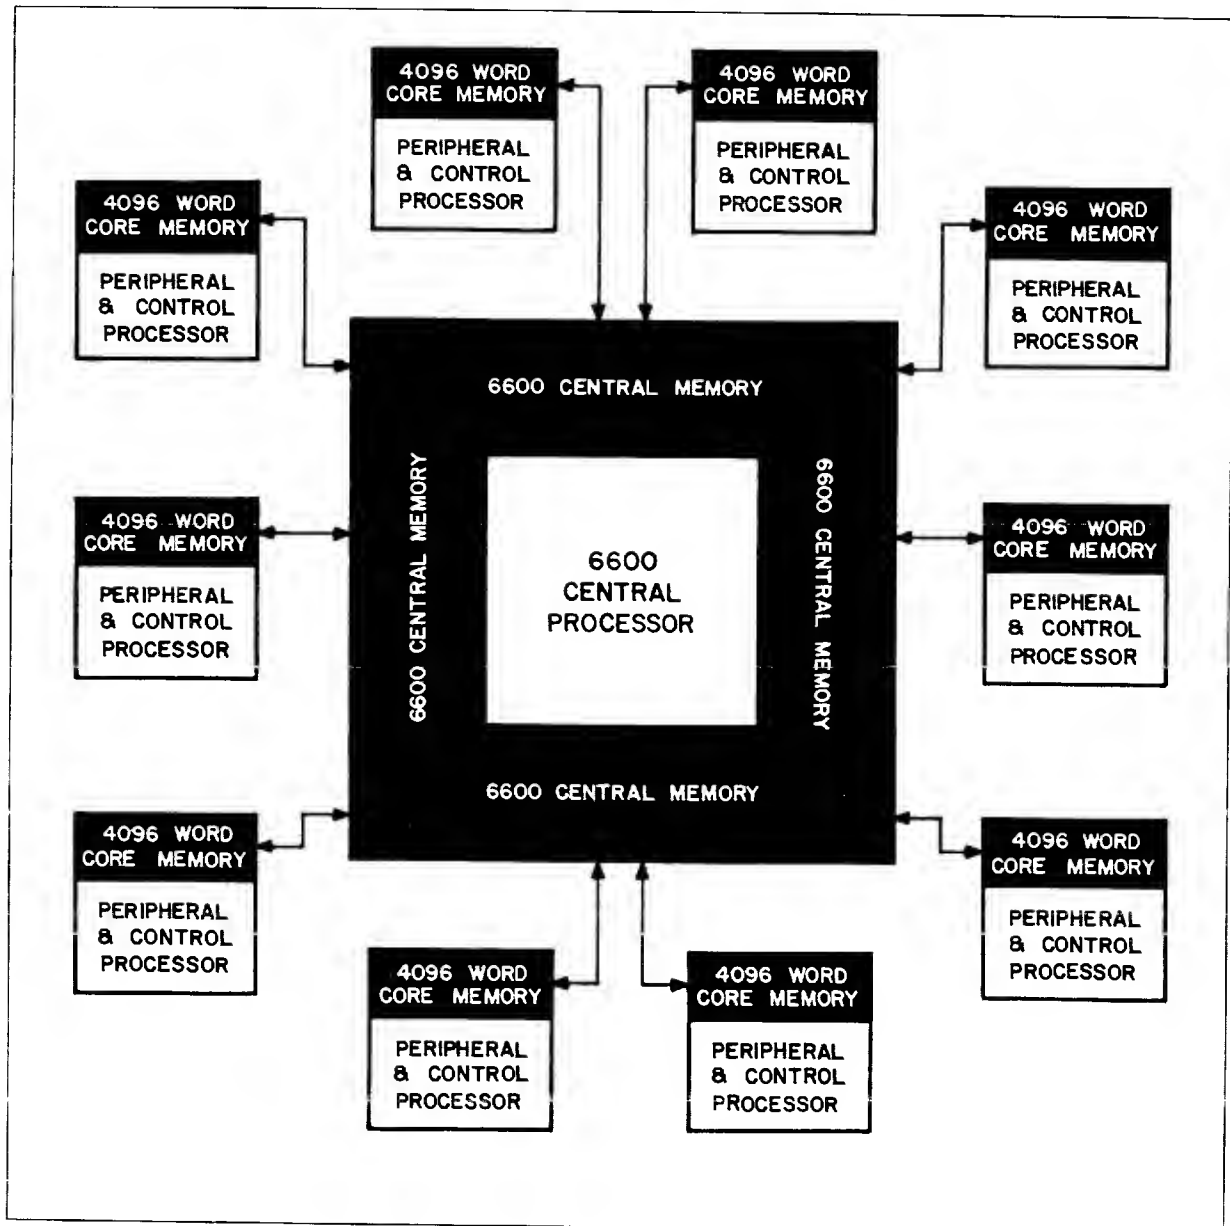 4096 WORD
CORE MEMORY
PERIPHERAL
& CONTROL
PROCESSOR
4096 WORD
CORE MEMORY
PERIPHERAL
& CONTROL
PROCESSOR
4096 WORD
CORE MEMORY
PERIPHERAL
& CONTROL
PROCESSOR
4096 WORD
CORE MEMORY
PERIPHERAL
& CONTROL
PROCESSOR
6600 CENTRAL MEMORY
6600 CENTRAL MEMORY
6600
CENTRAL
PROCESSOR
6600 CENTRAL MEMORY
6600 CENTRAL MEMORY
4096 WORD
CORE MEMORY
PERIPHERAL
& CONTROL
PROCESSOR
4096 WORD
CORE MEMORY
PERIPHERAL
& CONTROL
PROCESSOR
4096 WORD
CORE MEMORY
PERIPHERAL
& CONTROL
PROCESSOR
4096 WORD
CORE MEMORY
PERIPHERAL
& CONTROL
PROCESSOR
4096 WORD
CORE MEMORY
PERIPHERAL
& CONTROL
PROCESSOR
4096 WORD
CORE MEMORY
PERIPHERAL
& CONTROL
PROCESSOR